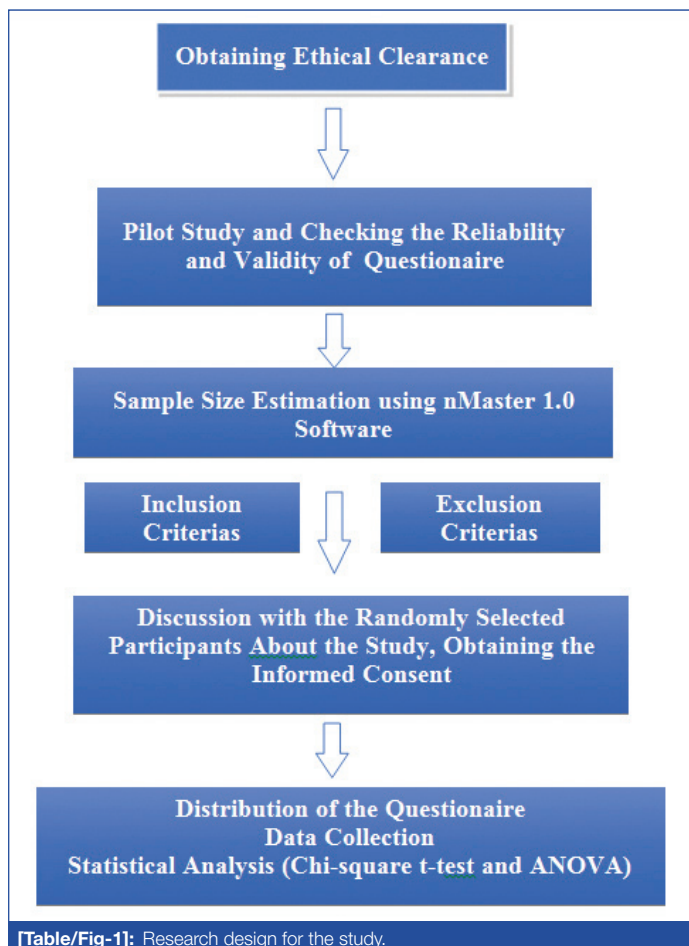 Obtaining Ethical Clearance
Pilot Study and Checking the Reliability
and Validity of Questionaire
Sample Size Estimation using nMaster 1.0
Software
Inclusion
Criterias
Exclusion
Criterias
Discussion with the Randomly Selected
Participants About the Study, Obtaining the
Informed Consent
Distribution of the Questionaire
Data Collection
Statistical Analysis (Chi-square t-test and ANOVA)
[Table/Fig-1]: Research design for the study.